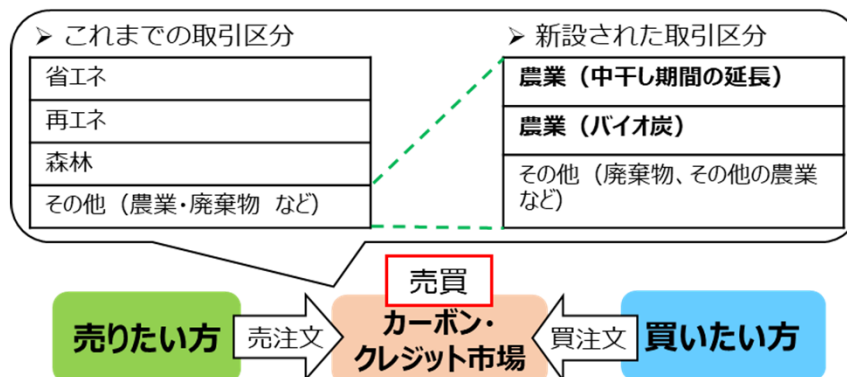 ➢ これまでの取引区分
省エネ
再エネ
森林
その他（農業・廃棄物 など）
➢ 新設された取引区分
農業（中干し期間の延長）
農業（バイオ炭）
その他（廃棄物、その他の農業
など）
売買
売りたい方
売注文
カーボン・
クレジット市場
買注文
買いたい方